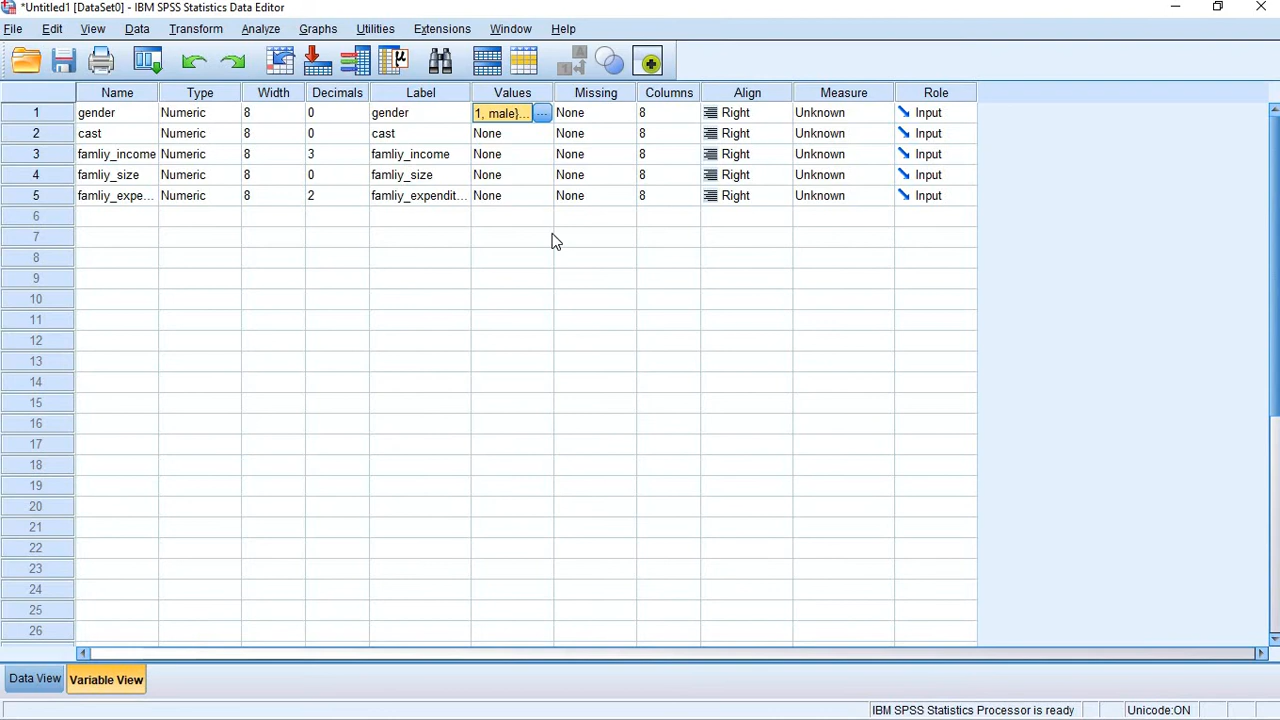 *Untitled1 [DataSet0] - IBM SPSS Statistics Data Editor
File Edit View Data Transform Analyze Graphs Utilities Extensions Window Help
Name Type Width Decimals Label Values Missing Columns Align Measure Role
1 gender Numeric 8 0 gender 1, male}... ... None 8 Right Unknown Input
2 cast Numeric 8 0 cast None None 8 Right Unknown Input
3 famliy_income Numeric 8 3 famliy_income None None 8 Right Unknown Input
4 famliy_size Numeric 8 0 famliy_size None None 8 Right Unknown Input
5 famliy_expe... Numeric 8 2 famliy_expendit... None None 8 Right Unknown Input
6
7
8
9
10
11
12
13
14
15
16
17
18
19
20
21
22
23
24
25
26
Data View Variable View
IBM SPSS Statistics Processor is ready Unicode:ON